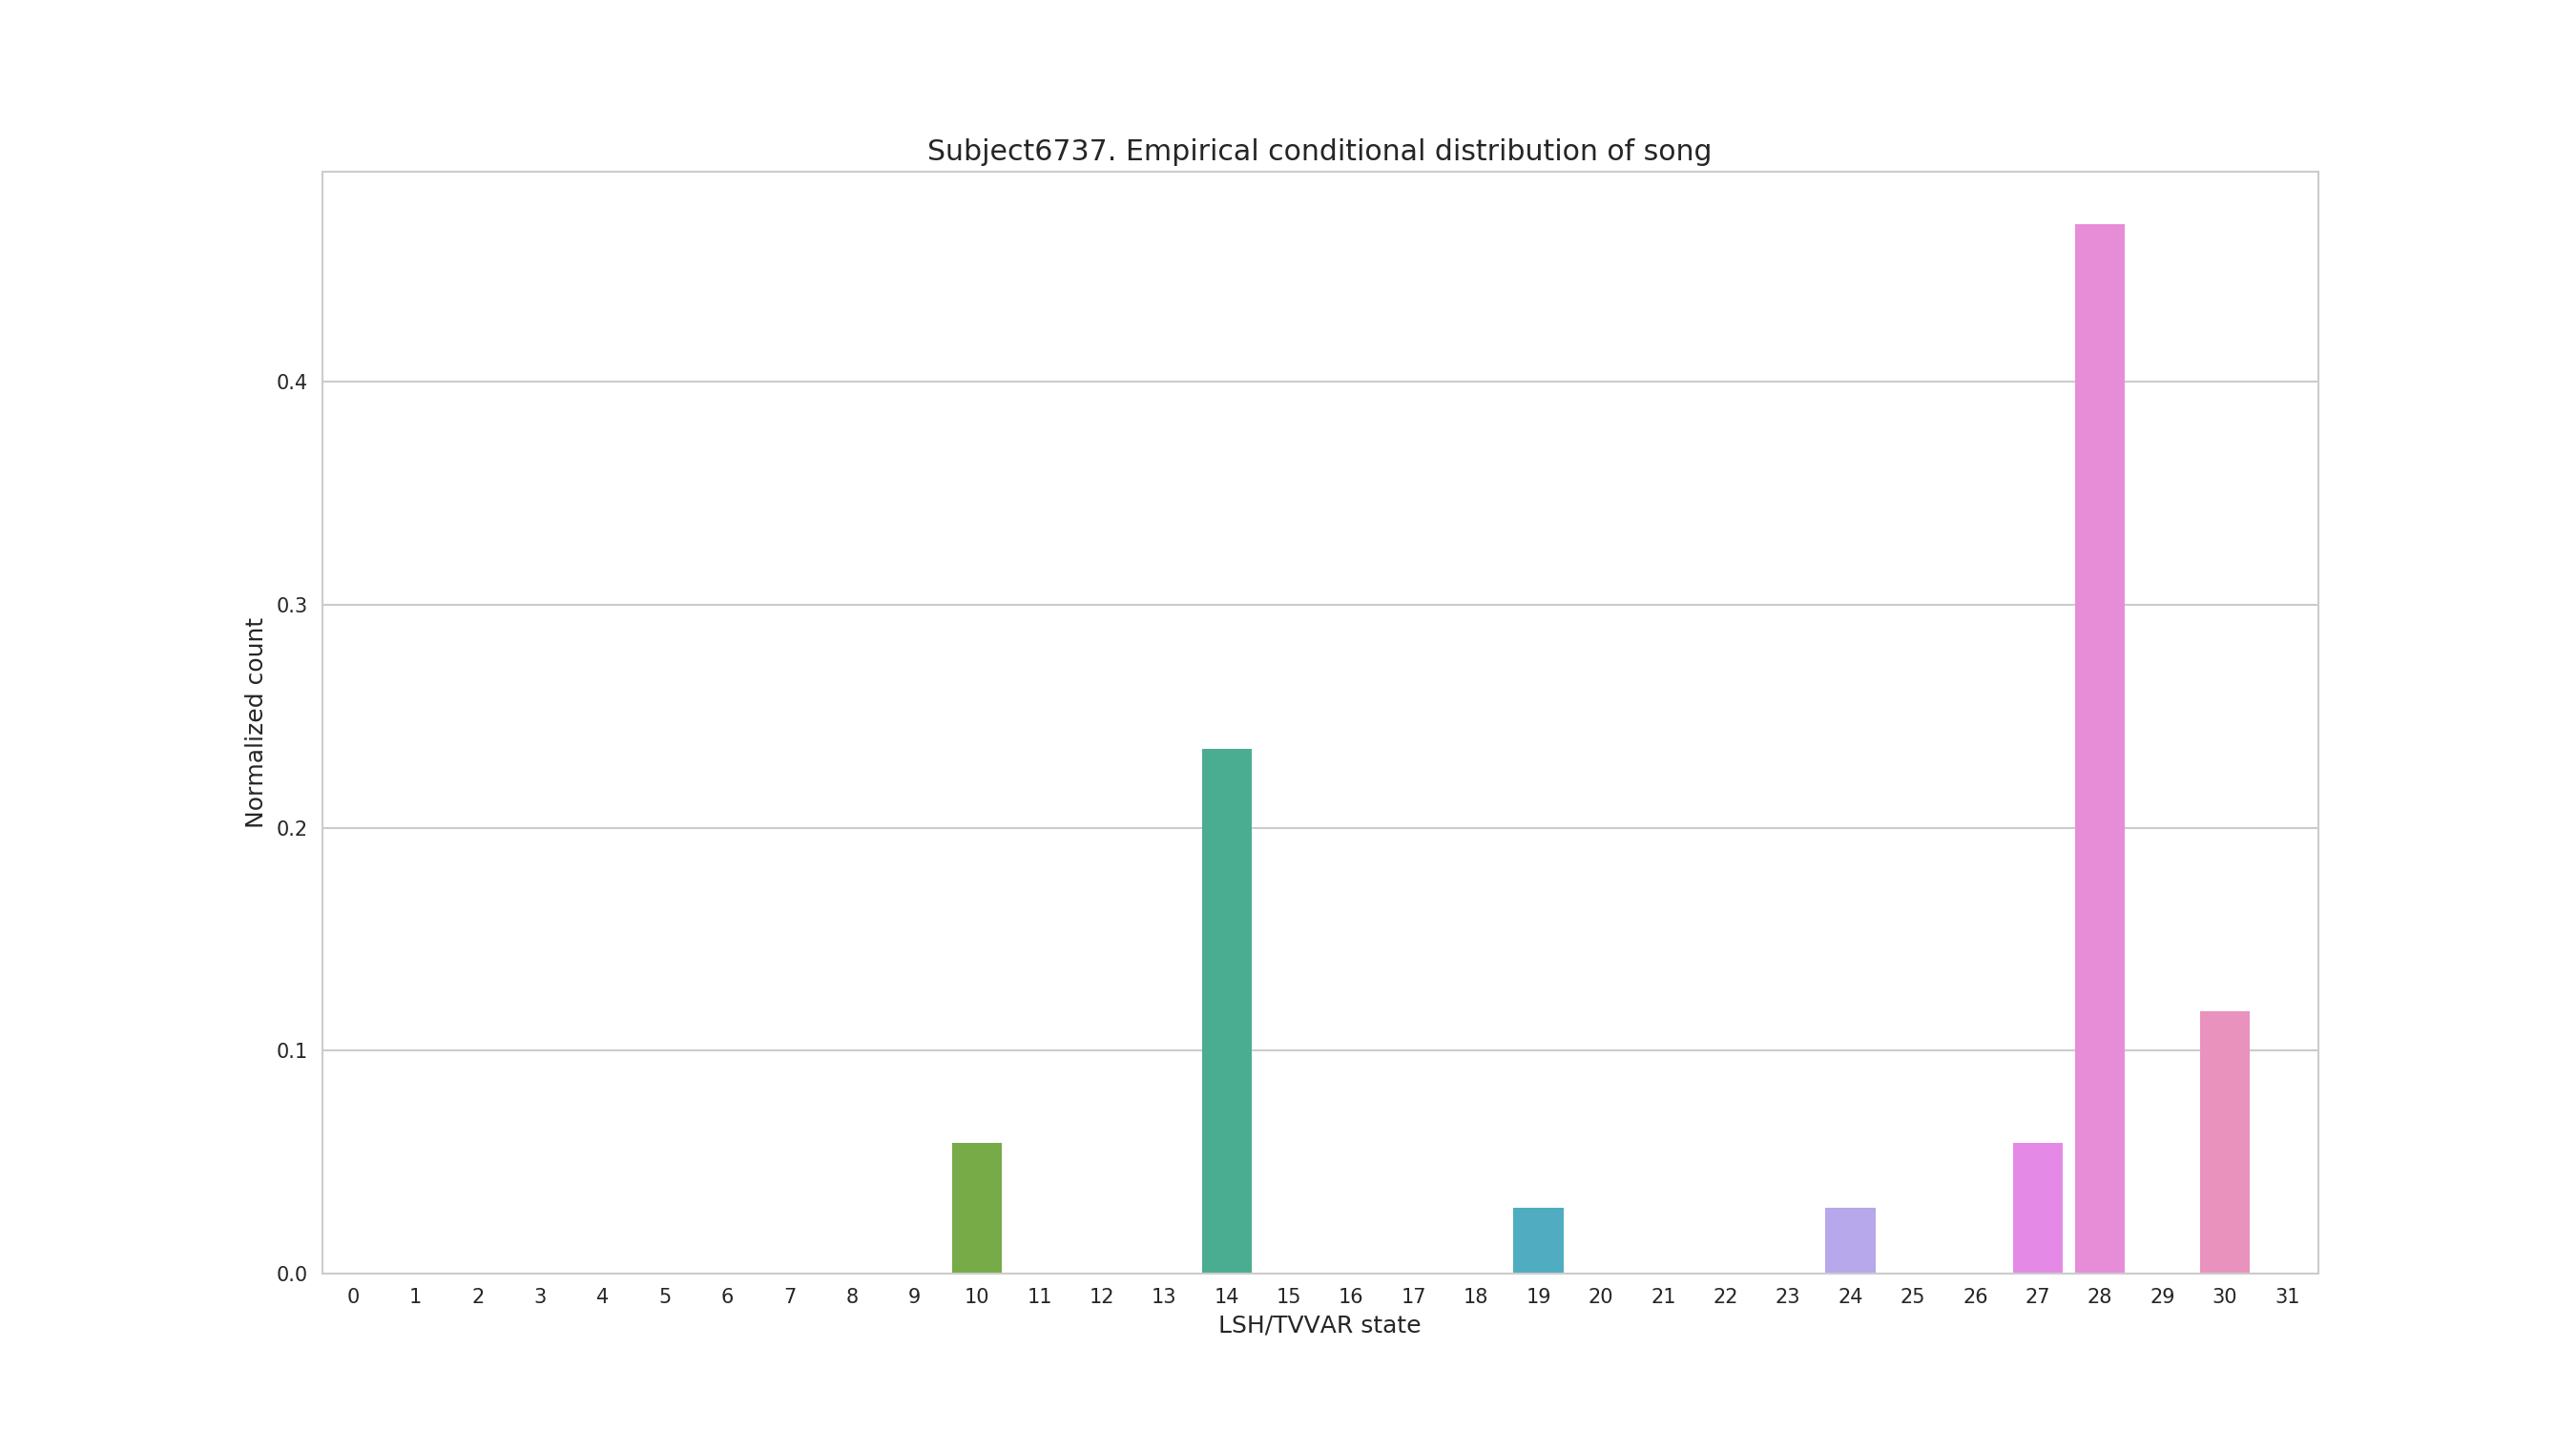 Subject6737. Empirical conditional distribution of song
Normalized count
0.4
0.3
0.2
0.1
0.0
0 1 2 3 4 5 6 7 8 9 10 11 12 13 14 15 16 17 18 19 20 21 22 23 24 25 26 27 28 29 30 31
LSH/TVVAR state